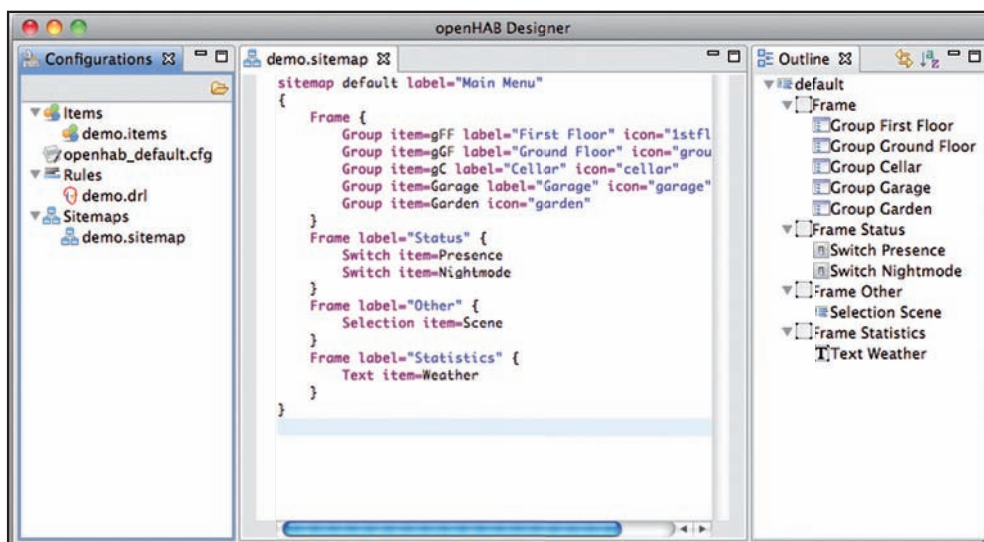 openHAB Designer
Configurations
Items
demo.items
openhab_default.cfg
Rules
demo.drl
Sitemaps
demo.sitemap
demo.sitemap
sitemap default label="Main Menu"
{
Frame {
Group item=gFF label="First Floor" icon="1stfl
Group item=gGF label="Ground Floor" icon="grou
Group item=gC label="Cellar" icon="cellar"
Group item=Garage label="Garage" icon="garage"
Group item=Garden icon="garden"
}
Frame label="Status" {
Switch item=Presence
Switch item=Nightmode
}
Frame label="Other" {
Selection item=Scene
}
Frame label="Statistics" {
Text item=Weather
}
}
Outline
default
Frame
Group First Floor
Group Ground Floor
Group Cellar
Group Garage
Group Garden
Frame Status
Switch Presence
Switch Nightmode
Frame Other
Selection Scene
Frame Statistics
Text Weather